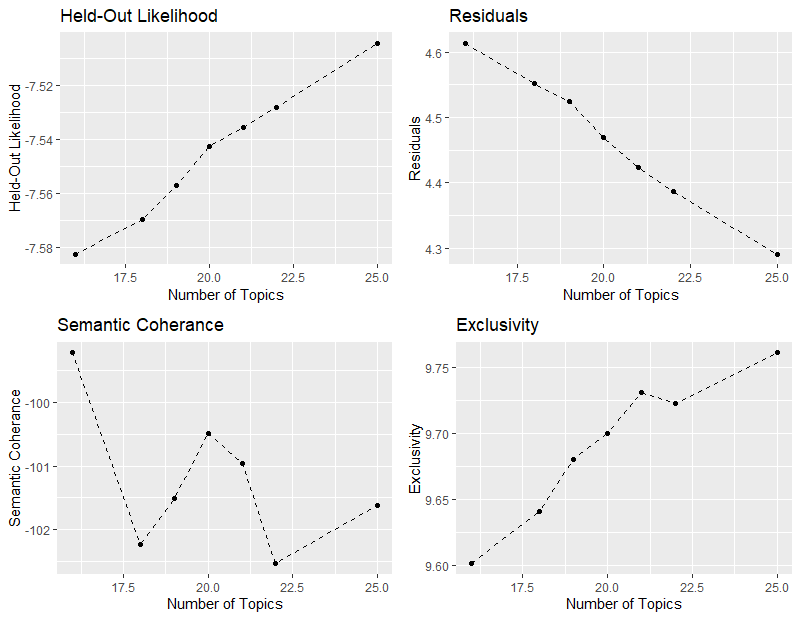 Held-Out Likelihood
Held-Out Likelihood
-7.52
-7.54
-7.56
-7.58
17.5 20.0 22.5 25.0
Number of Topics
Residuals
Residuals
4.6
4.5
4.4
4.3
17.5 20.0 22.5 25.0
Number of Topics
Semantic Coherance
Semantic Coherance
-100
-101
-102
17.5 20.0 22.5 25.0
Number of Topics
Exclusivity
Exclusivity
9.75
9.70
9.65
9.60
17.5 20.0 22.5 25.0
Number of Topics